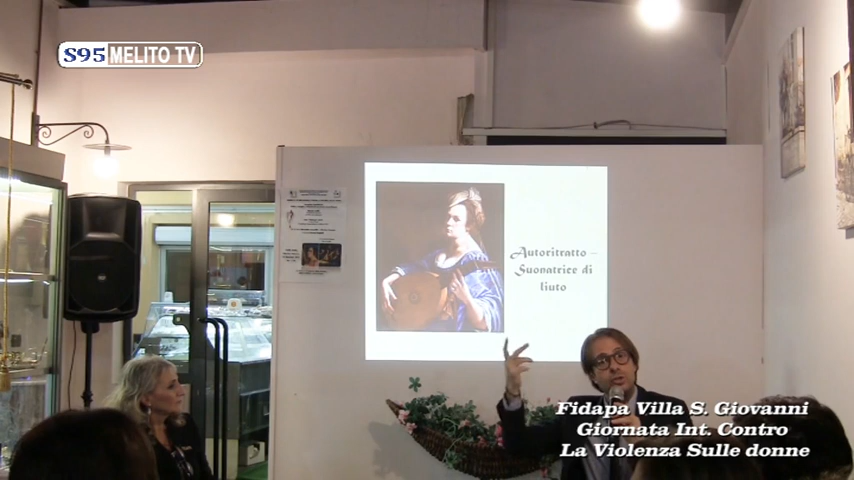 S95 MELITO TV
Autoritratto –
Suonatrice di
liuto
Fidapa Villa S. Giovanni
Giornata Int. Contro
La Violenza Sulle donne